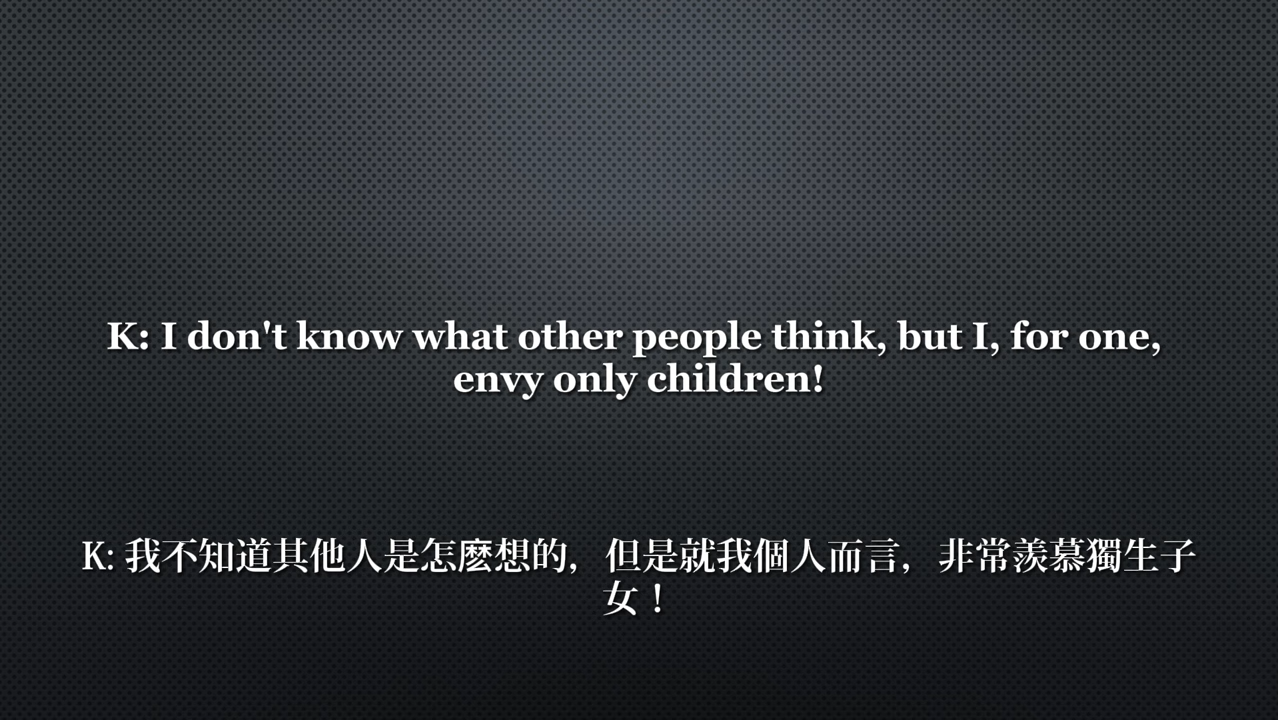 K: I don't know what other people think, but I, for one,
envy only children!
K: 我不知道其他人是怎麽想的，但是就我個人而言，非常羨慕獨生子
女！